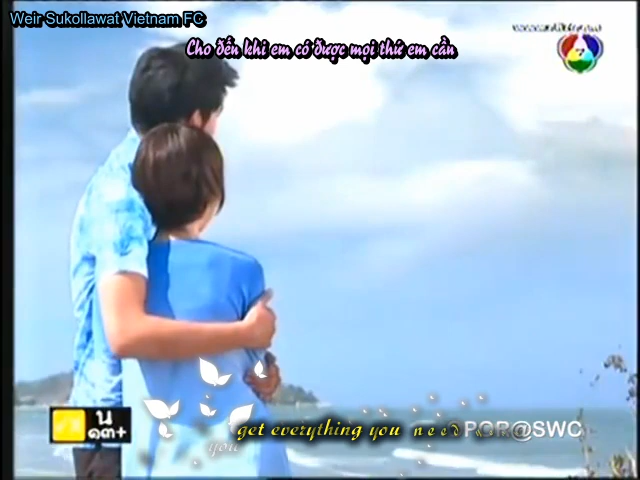 Weir Sukollawat Vietnam FC
Cho đến khi em có được mọi thứ em cần
น
๑๓+
get everything you need
POR@SWC
you